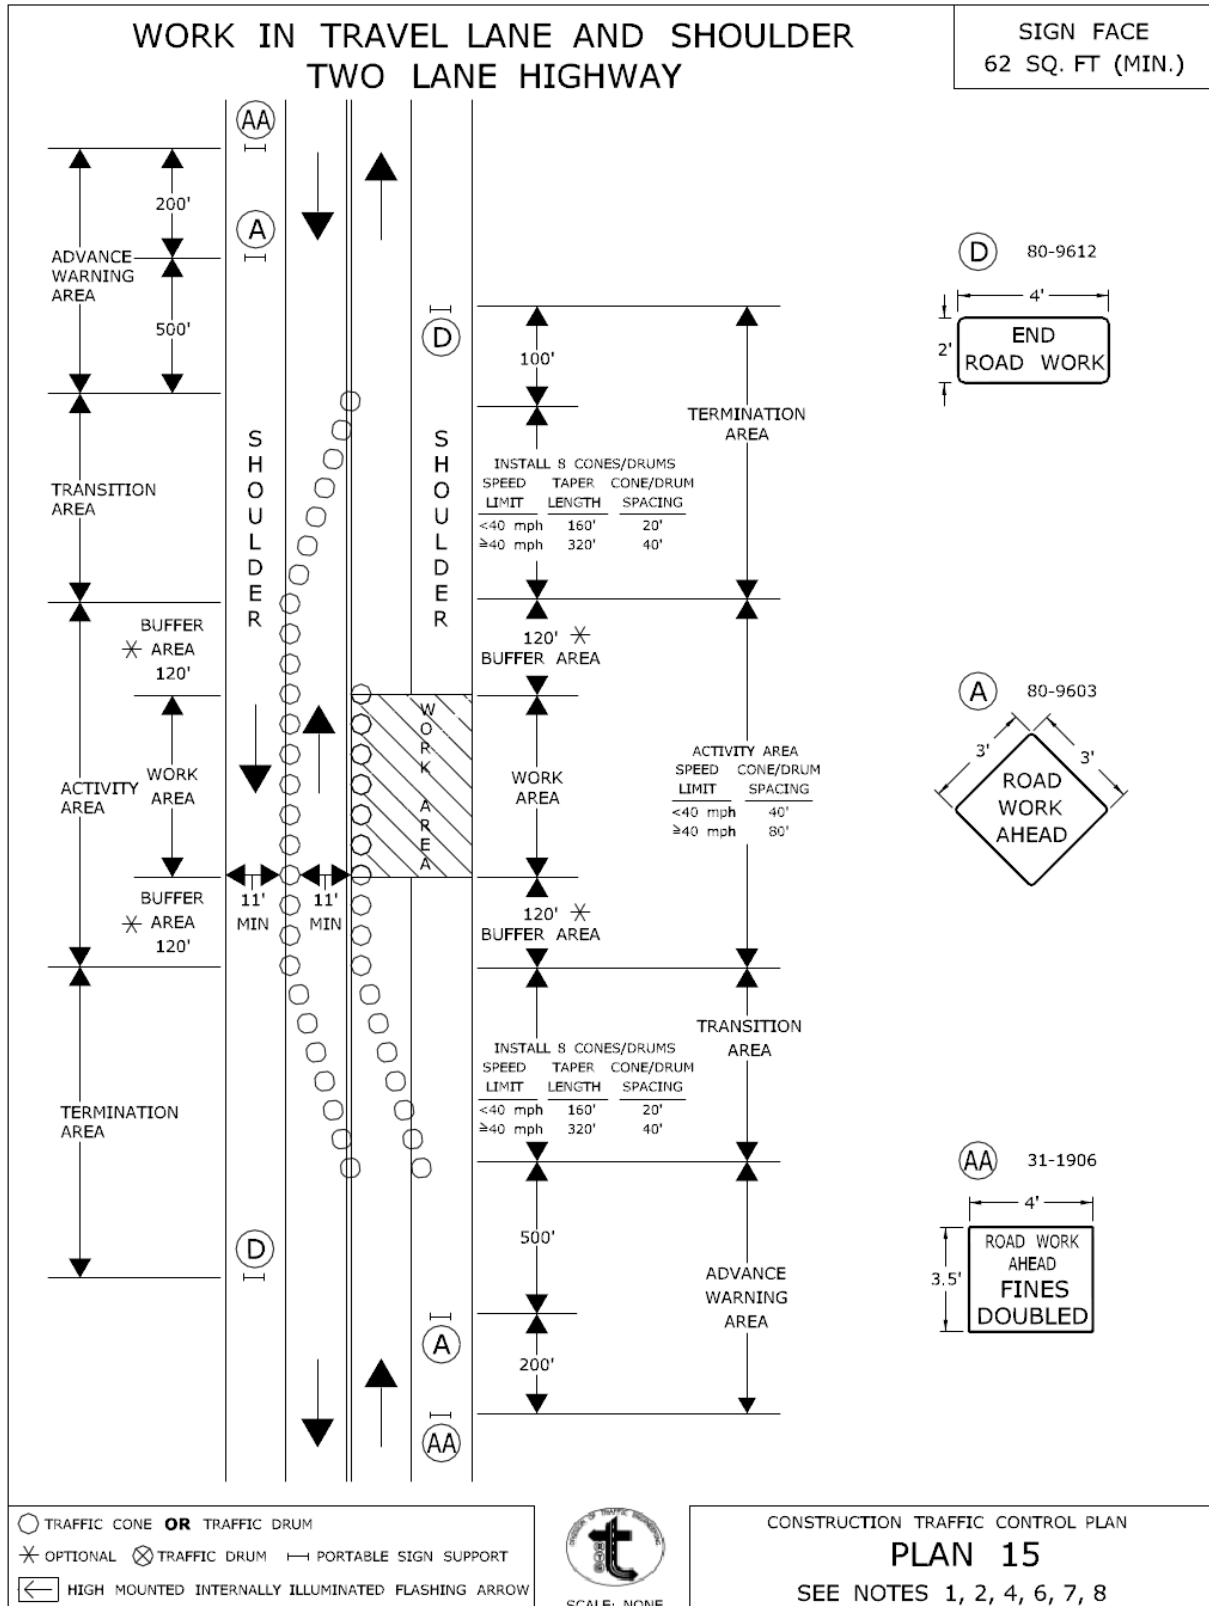 WORK IN TRAVEL LANE AND SHOULDER
TWO LANE HIGHWAY
SIGN FACE
62 SQ. FT (MIN.)
AA
200'
A
ADVANCE
WARNING
AREA
500'
D
100'
TERMINATION
AREA
D 80-9612
4'
2'
END
ROAD WORK
SHOULDER
SHOULDER
TRANSITION
AREA
INSTALL 8 CONES/DRUMS
SPEED TAPER CONE/DRUM
LIMIT LENGTH SPACING
<40 mph 160' 20'
≥40 mph 320' 40'
BUFFER
* AREA
120'
120' *
BUFFER AREA
A 80-9603
3' 3'
ROAD
WORK
AHEAD
WORK AREA
ACTIVITY
AREA
WORK
AREA
WORK
AREA
ACTIVITY AREA
SPEED CONE/DRUM
LIMIT SPACING
<40 mph 40'
≥40 mph 80'
BUFFER
* AREA
120'
11'
MIN
11'
MIN
120' *
BUFFER AREA
TRANSITION
AREA
INSTALL 8 CONES/DRUMS
SPEED TAPER CONE/DRUM
LIMIT LENGTH SPACING
<40 mph 160' 20'
≥40 mph 320' 40'
TERMINATION
AREA
AA 31-1906
4'
3.5'
ROAD WORK
AHEAD
FINES
DOUBLED
D
500'
ADVANCE
WARNING
AREA
A
200'
AA
TRAFFIC CONE OR TRAFFIC DRUM
* OPTIONAL TRAFFIC DRUM PORTABLE SIGN SUPPORT
HIGH MOUNTED INTERNALLY ILLUMINATED FLASHING ARROW
DIVISION OF TRAFFIC ENGINEERING
t
SCALE: NONE
CONSTRUCTION TRAFFIC CONTROL PLAN
PLAN 15
SEE NOTES 1, 2, 4, 6, 7, 8